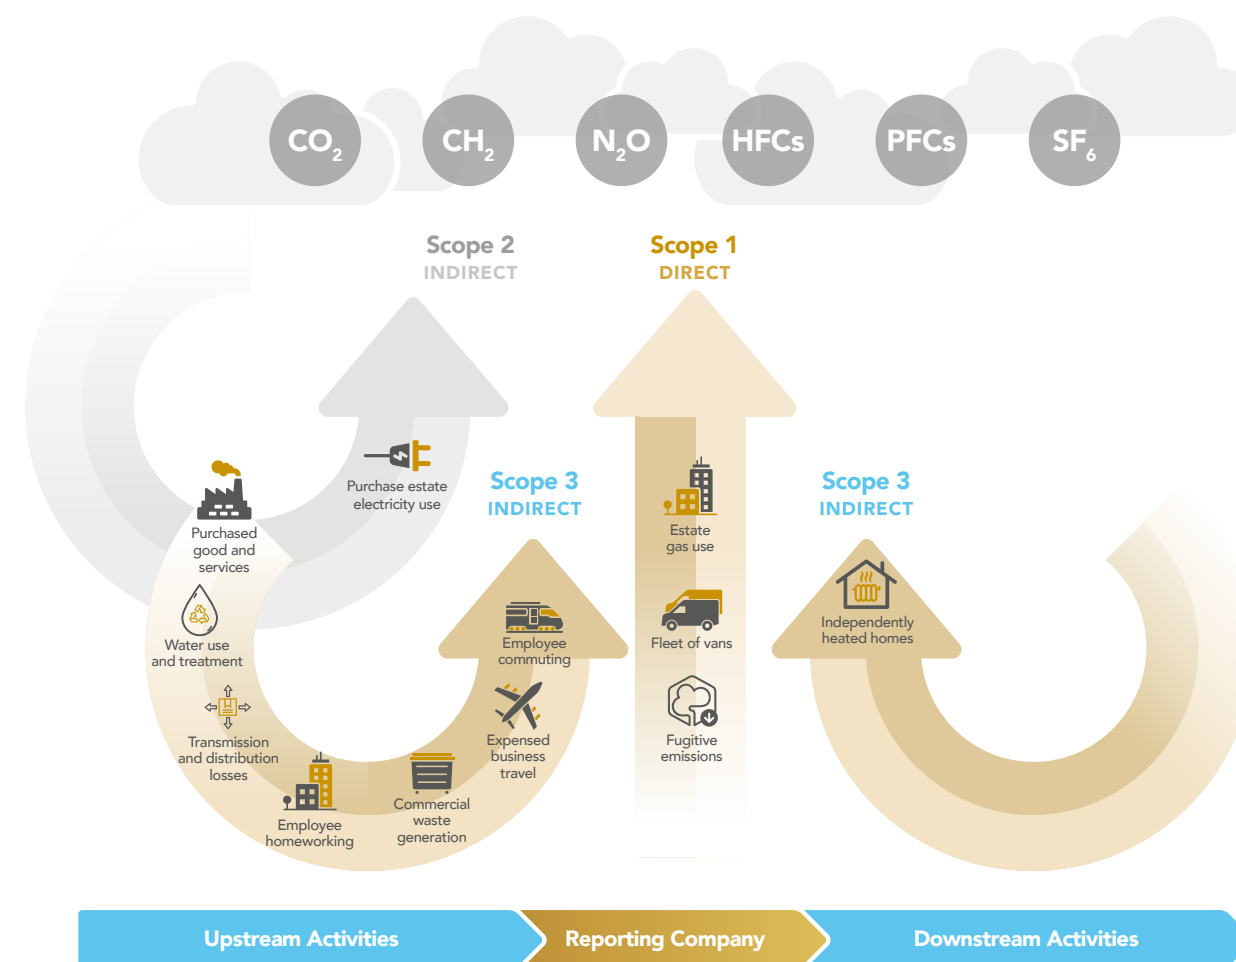 CO2
CH2
N2O
HFCs
PFCs
SF6
Scope 2
INDIRECT
Scope 1
DIRECT
Purchase estate
electricity use
Scope 3
INDIRECT
Scope 3
INDIRECT
Purchased
good and
services
Estate
gas use
Water use
and treatment
Employee
commuting
Fleet of vans
Independently
heated homes
Transmission
and distribution
losses
Expensed
business
travel
Fugitive
emissions
Employee
homeworking
Commercial
waste
generation
Upstream Activities
Reporting Company
Downstream Activities